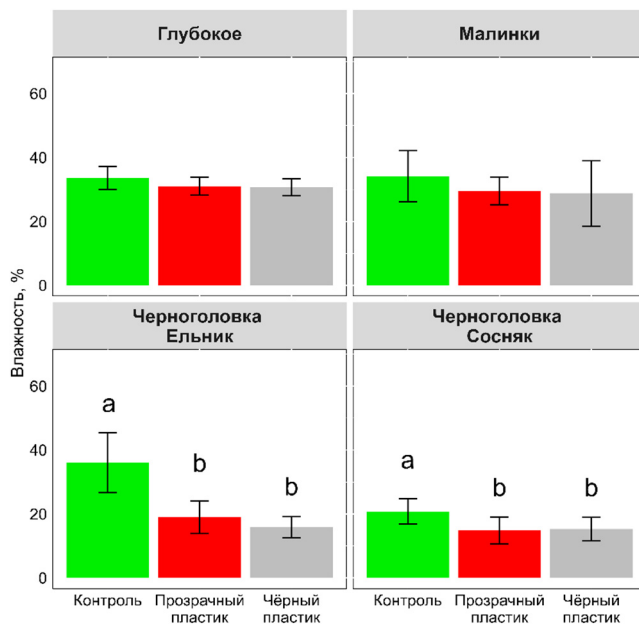 Глубокое
Малинки
60
40
20
0
Влажность, %
Черноголовка
Ельник
Черноголовка
Сосняк
60
40
20
0
a
b
b
a
b
b
Контроль
Прозрачный
пластик
Чёрный
пластик
Контроль
Прозрачный
пластик
Чёрный
пластик